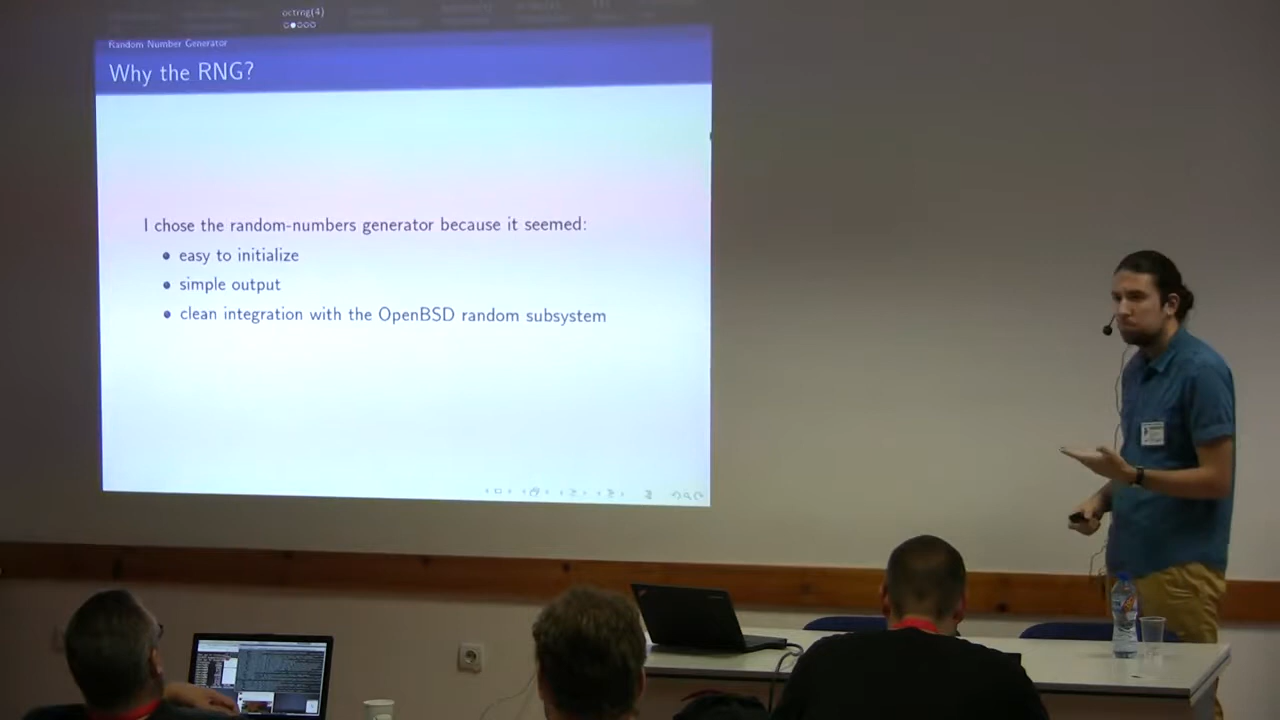 octrng(4)
Random Number Generator
Why the RNG?
I chose the random-numbers generator because it seemed:
easy to initialize
simple output
clean integration with the OpenBSD random subsystem